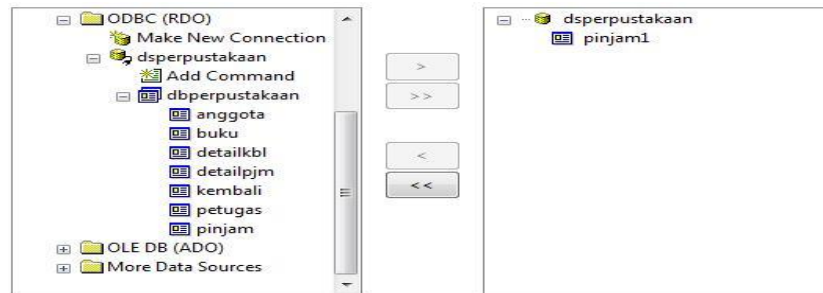 ODBC (RDO)
Make New Connection
dsperpustakaan
Add Command
dbperpustakaan
anggota
buku
detailkbl
detailpjm
kembali
petugas
pinjam
OLE DB (ADO)
More Data Sources
>
>>
<
<<
dsperpustakaan
pinjam1